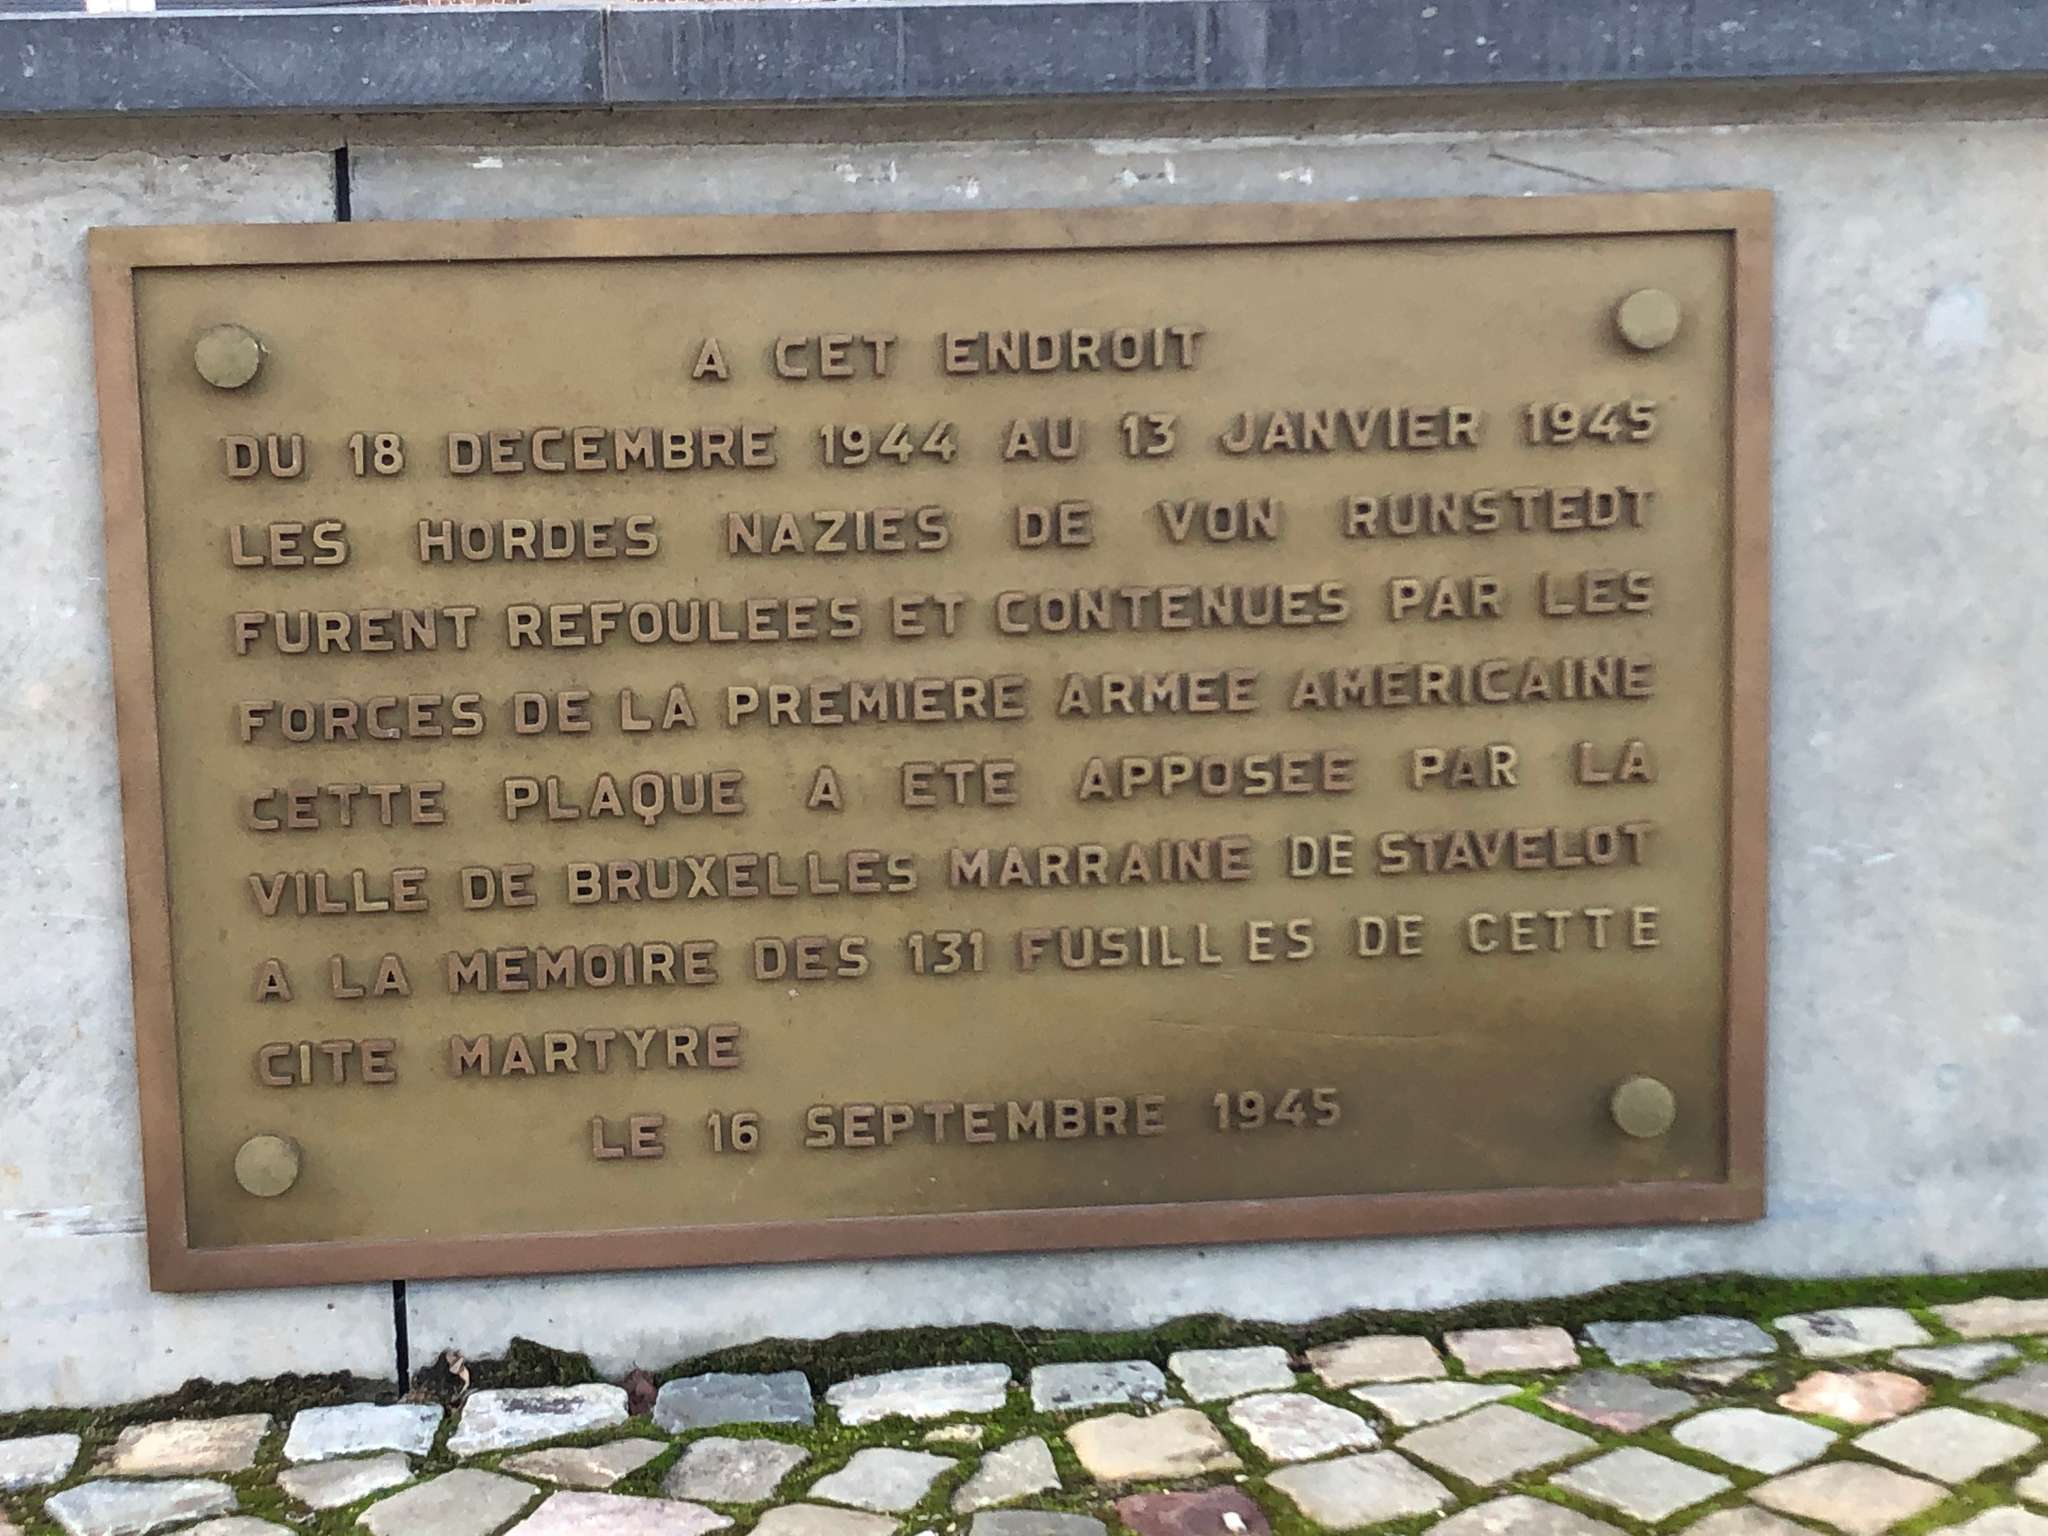 A CET ENDROIT
DU 18 DECEMBRE 1944 AU 13 JANVIER 1945
LES HORDES NAZIES DE VON RUNSTEDT
FURENT REFOULEES ET CONTENUES PAR LES
FORCES DE LA PREMIERE ARMEE AMERICAINE
CETTE PLAQUE A ETE APPOSEE PAR LA
VILLE DE BRUXELLES MARRAINE DE STAVELOT
A LA MEMOIRE DES 131 FUSILLES DE CETTE
CITE MARTYRE
LE 16 SEPTEMBRE 1945